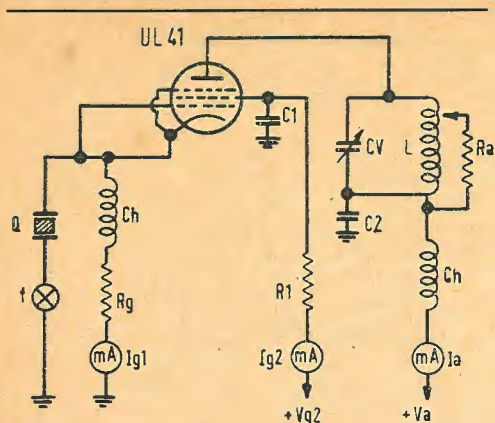 UL 41
C1
CV
L
Ra
Q
Ch
C2
Ch
f
Rg
R1
mA Ig1
Ig2 mA
mA Ia
+Vg2
+Va